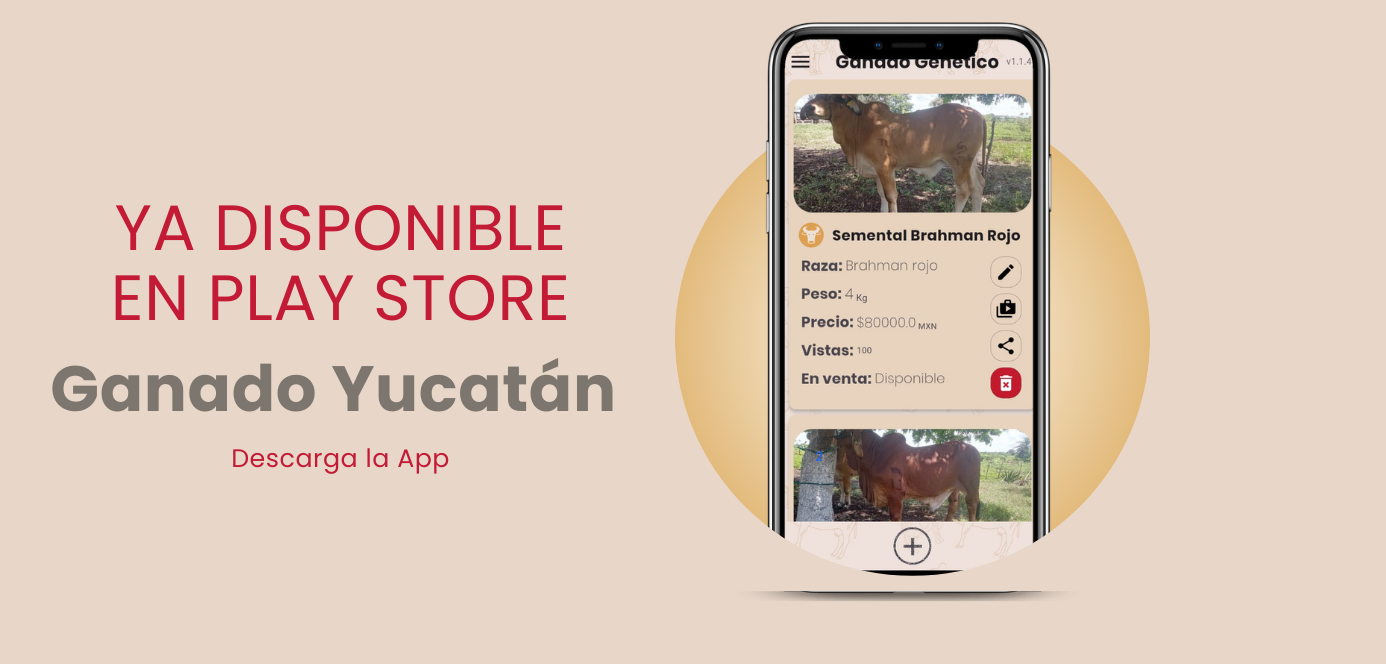 YA DISPONIBLE
EN PLAY STORE
Ganado Yucatán
Descarga la App
Ganado Genético v1.1.4
Semental Brahman Rojo
Raza: Brahman rojo
Peso: 4 Kg
Precio: $80000.0 MXN
Vistas: 100
En venta: Disponible